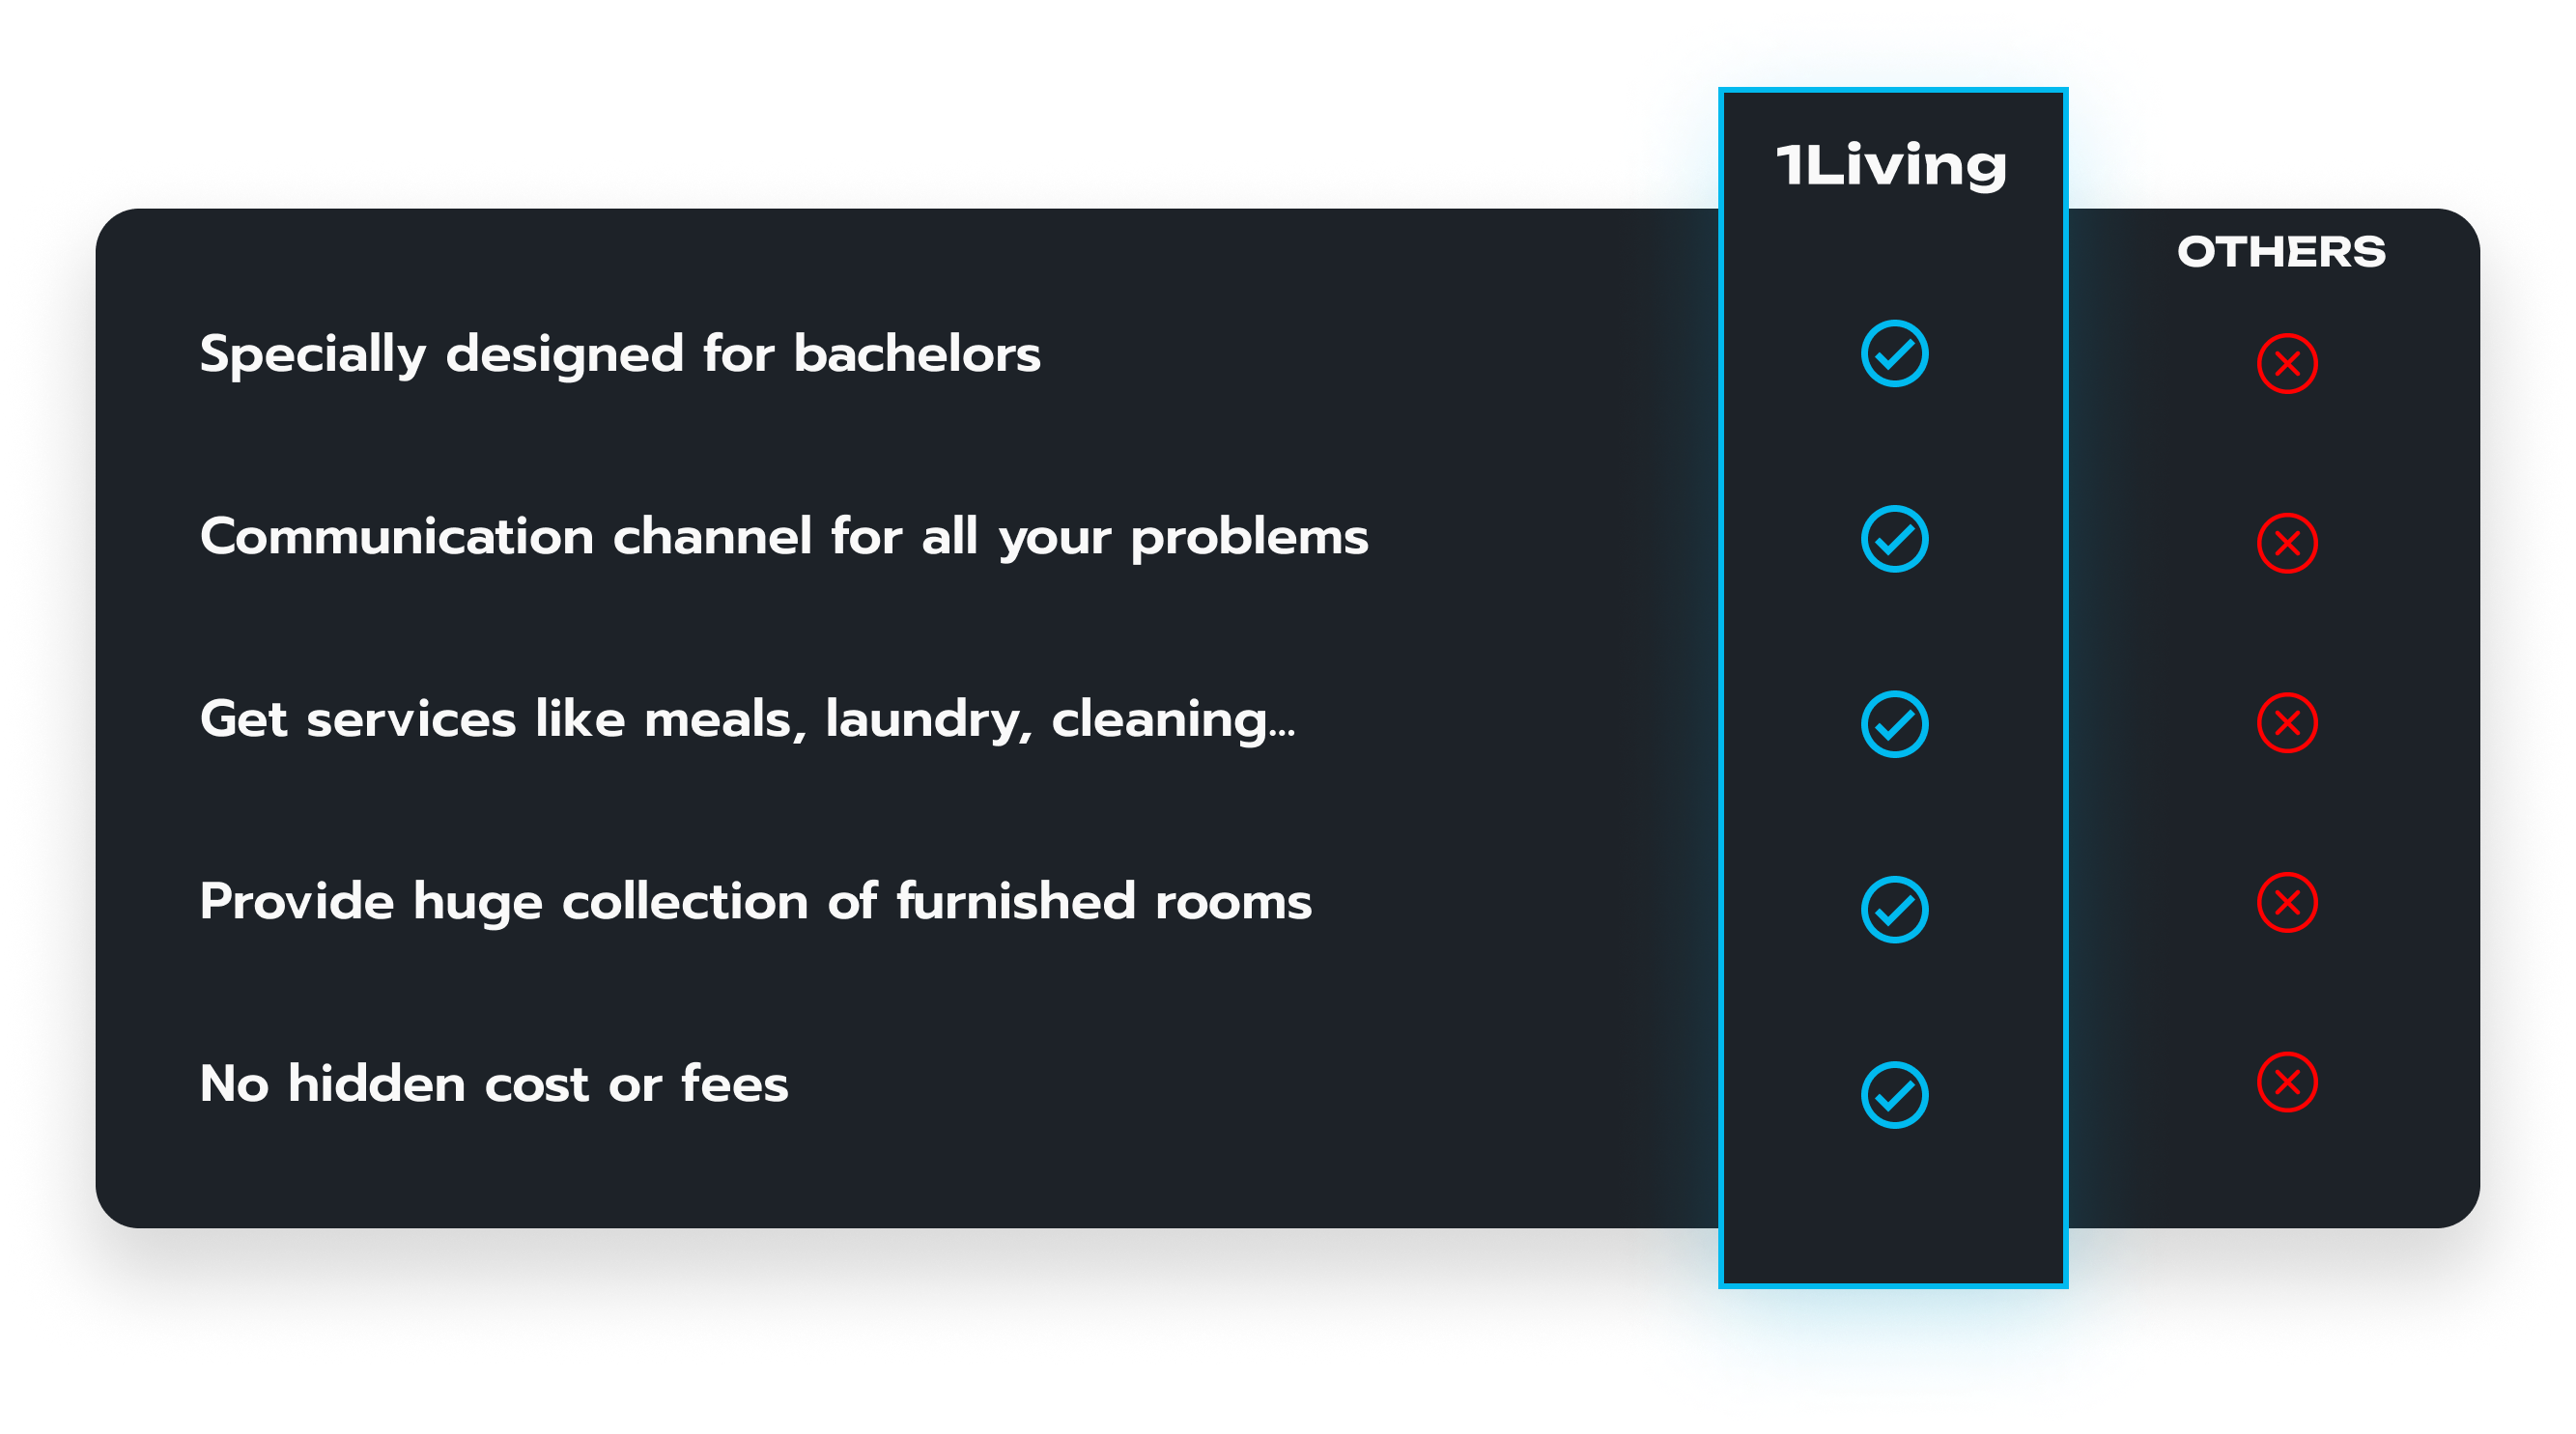 1Living
OTHERS
Specially designed for bachelors
Communication channel for all your problems
Get services like meals, laundry, cleaning...
Provide huge collection of furnished rooms
No hidden cost or fees